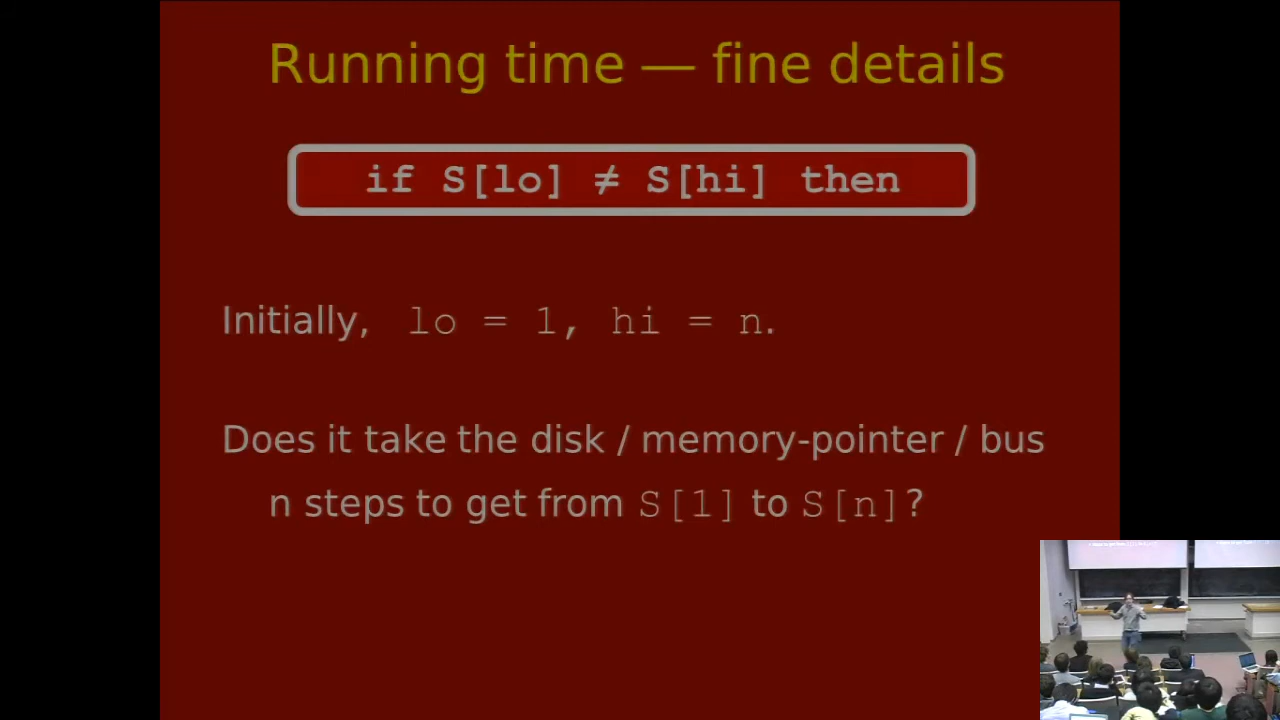 Running time — fine details
if S[lo] ≠ S[hi] then
Initially, lo = 1, hi = n.
Does it take the disk / memory-pointer / bus
n steps to get from S[1] to S[n]?